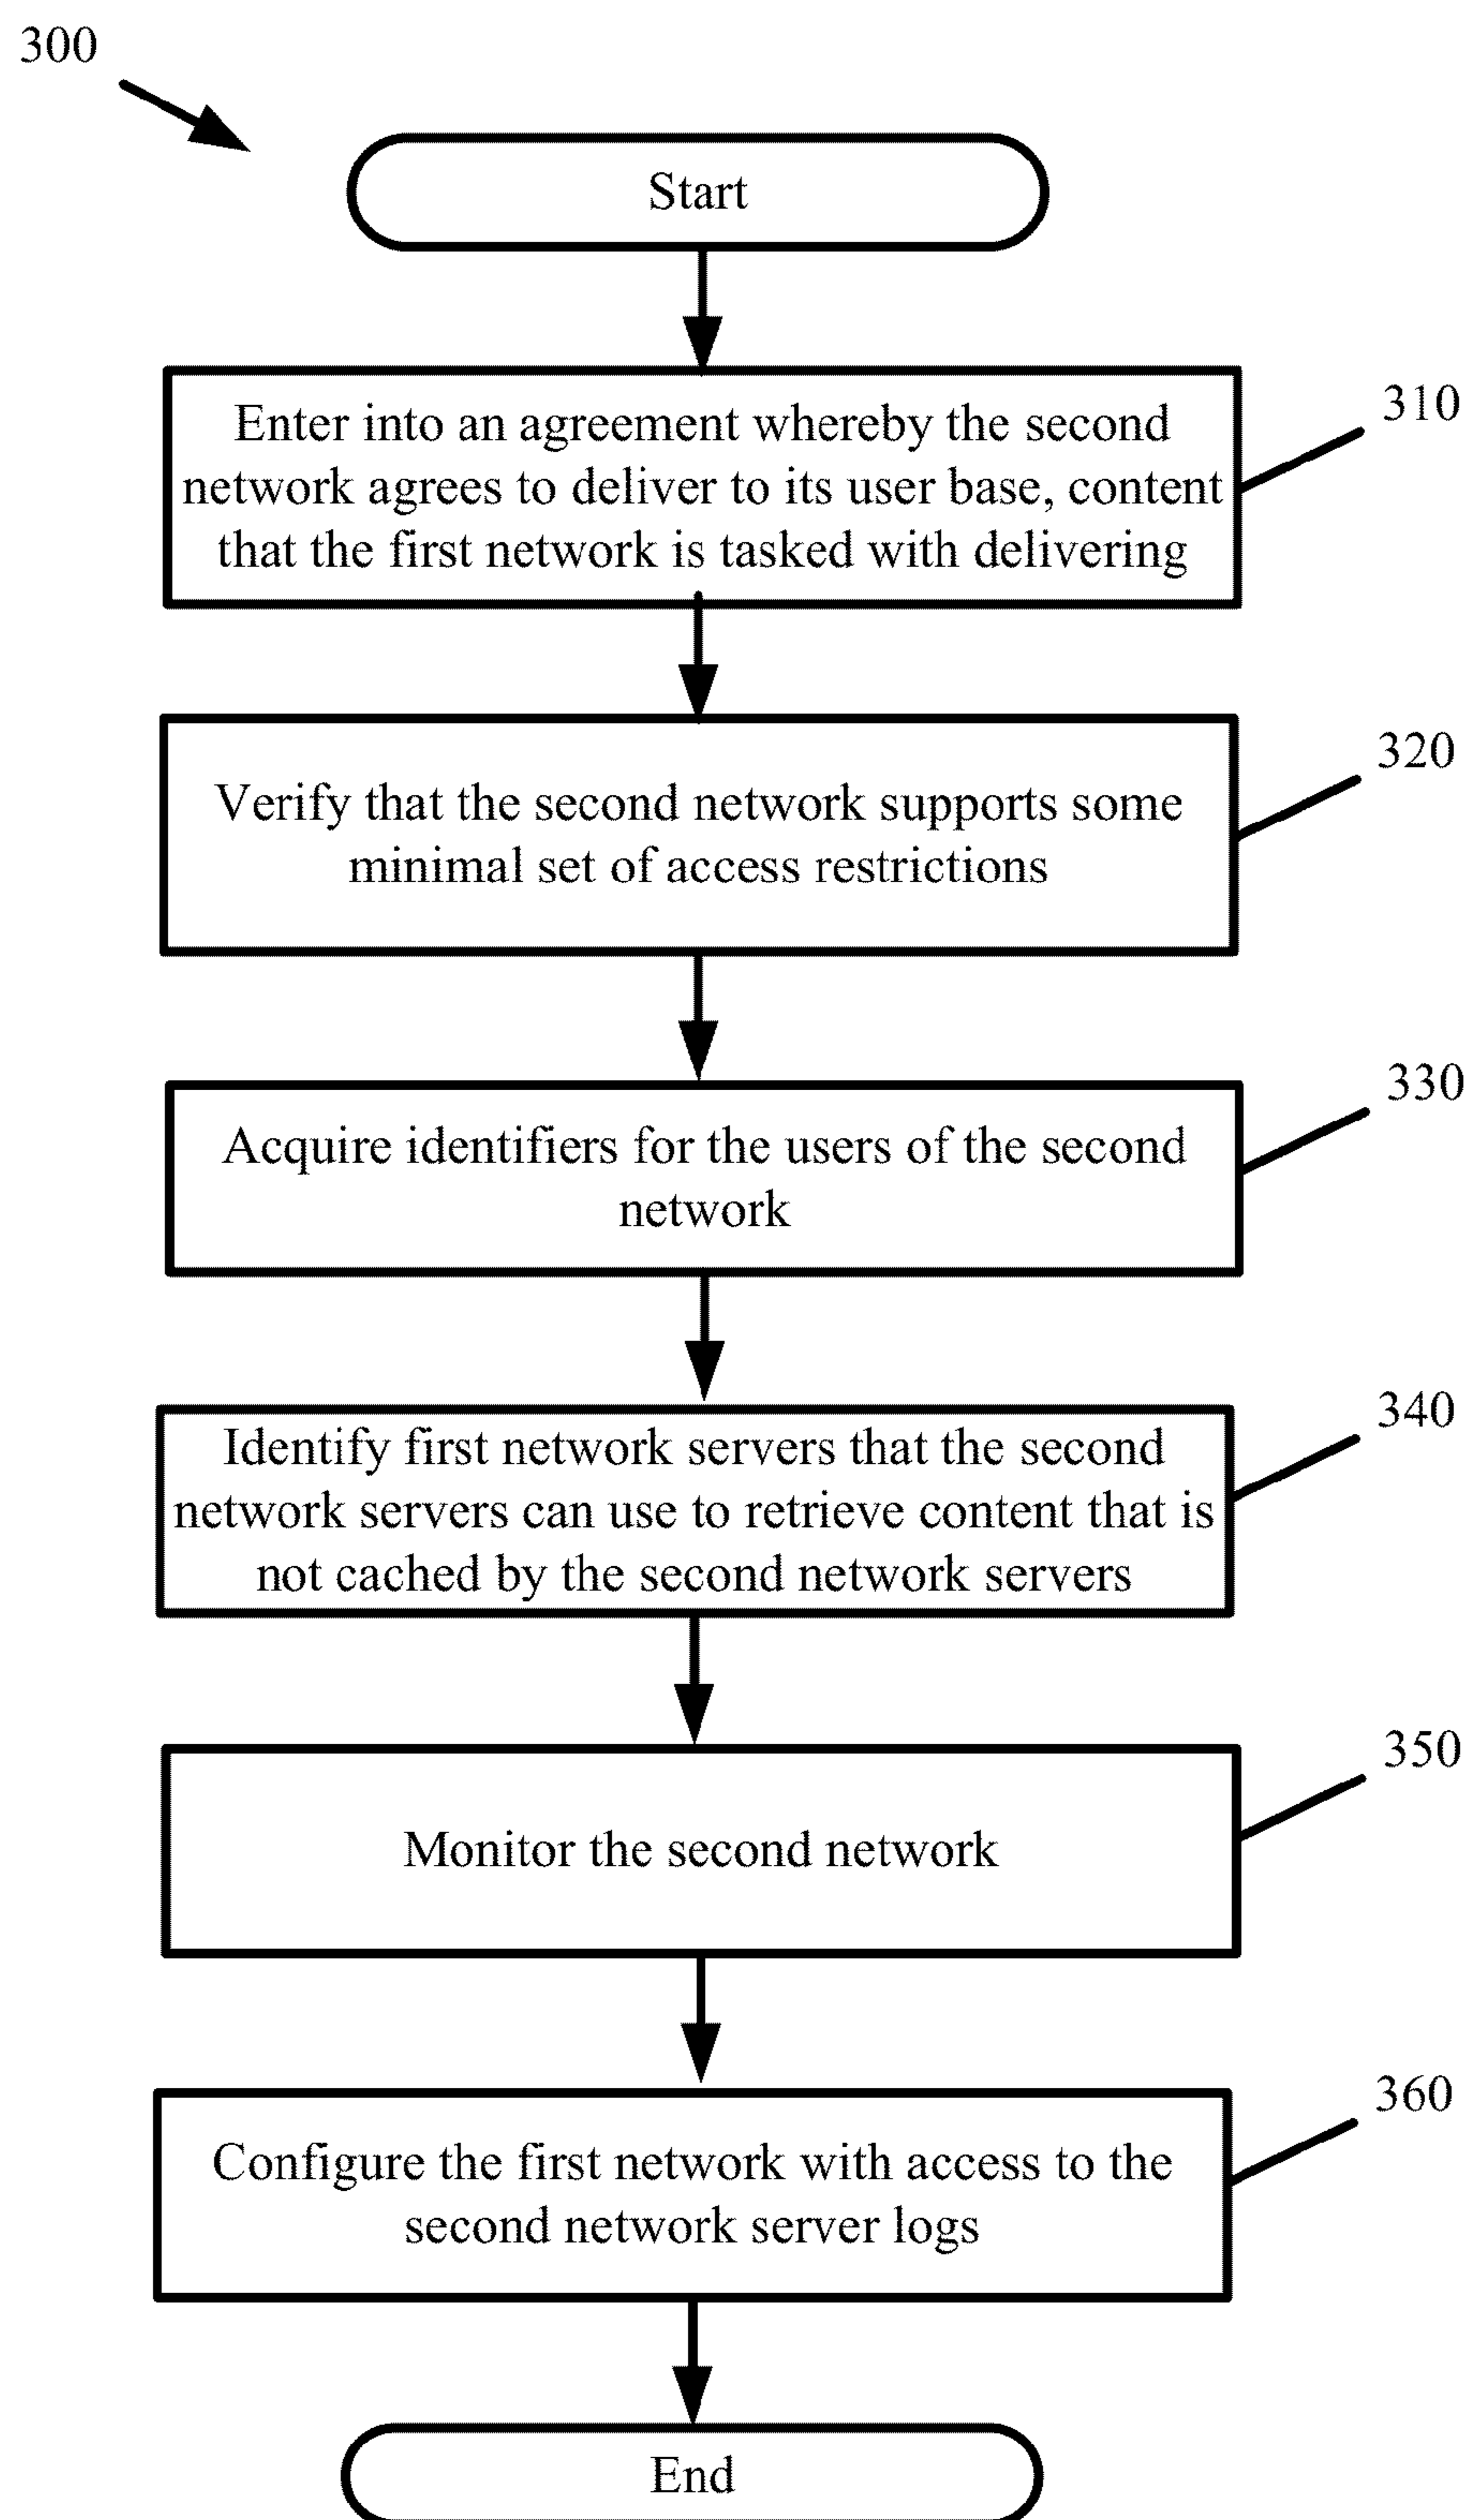 300
Start
310
Enter into an agreement whereby the second
network agrees to deliver to its user base, content
that the first network is tasked with delivering
320
Verify that the second network supports some
minimal set of access restrictions
330
Acquire identifiers for the users of the second
network
340
Identify first network servers that the second
network servers can use to retrieve content that is
not cached by the second network servers
350
Monitor the second network
360
Configure the first network with access to the
second network server logs
End